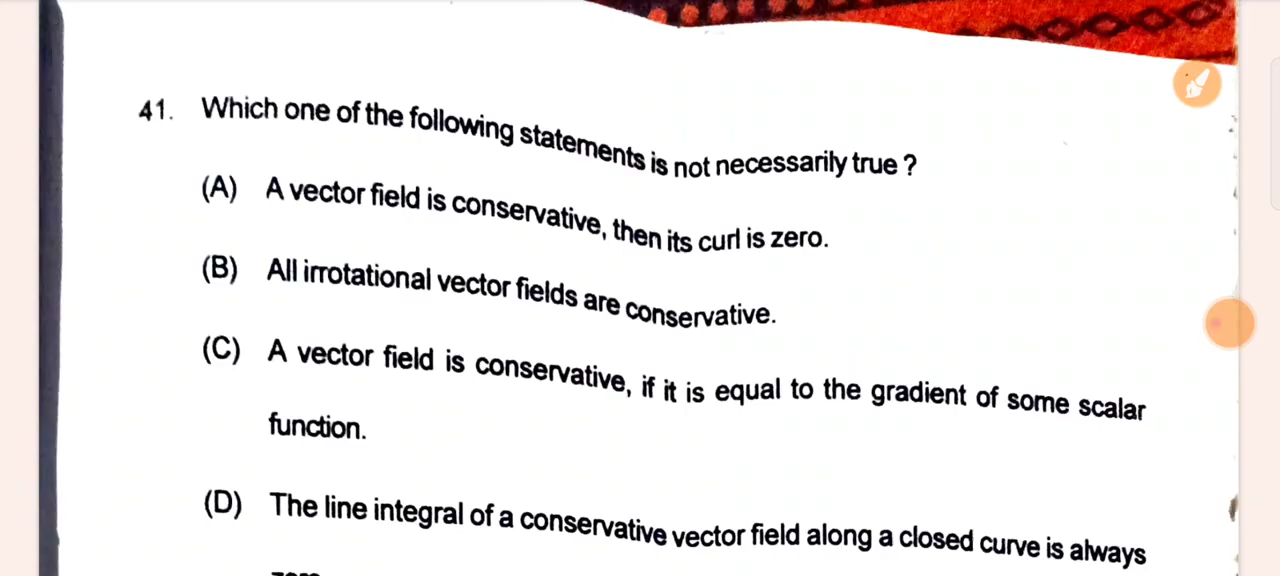 41. Which one of the following statements is not necessarily true ?
(A) A vector field is conservative, then its curl is zero.
(B) All irrotational vector fields are conservative.
(C) A vector field is conservative, if it is equal to the gradient of some scalar
function.
(D) The line integral of a conservative vector field along a closed curve is always